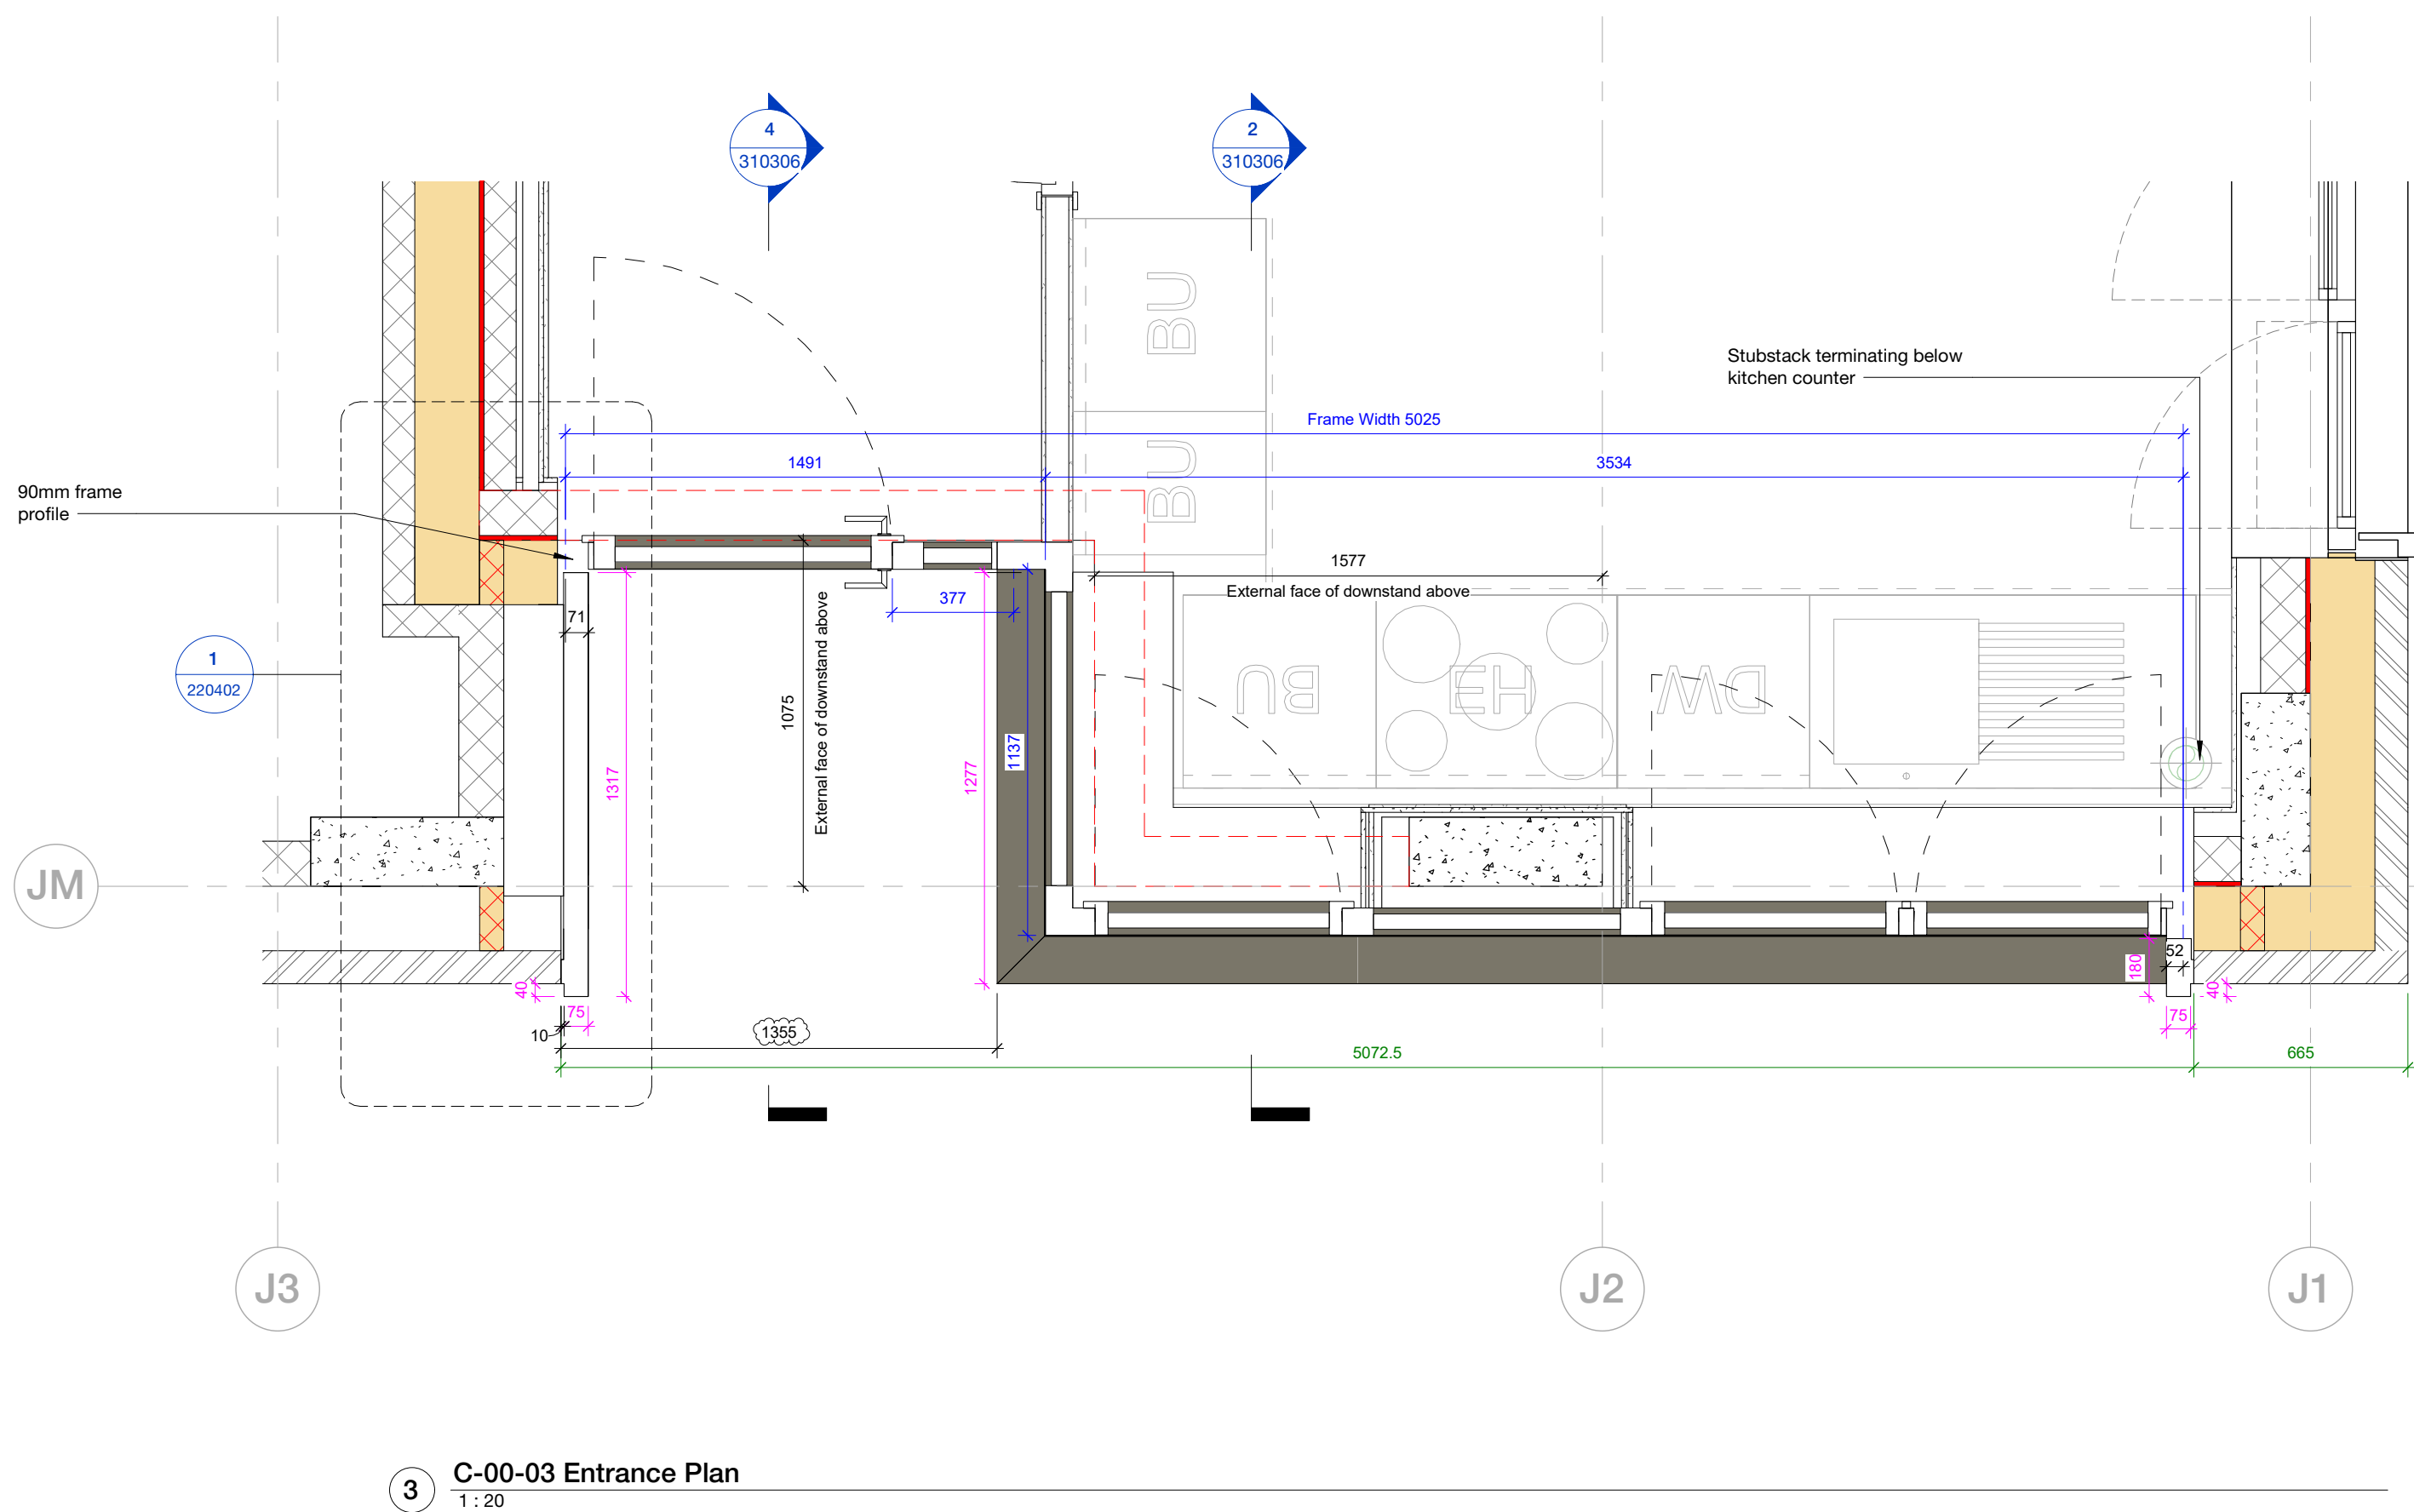 4
310306
2
310306
BU
BU
Stubstack terminating below
kitchen counter
Frame Width 5025
1491
3534
90mm frame
profile
1577
External face of downstand above
377
71
1
220402
1075
External face of downstand above
1317
1277
1137
BU
EH
DW
JM
40
75
10
1355
5072.5
180
52
40
75
665
J3
J2
J1
3
C-00-03 Entrance Plan
1 : 20